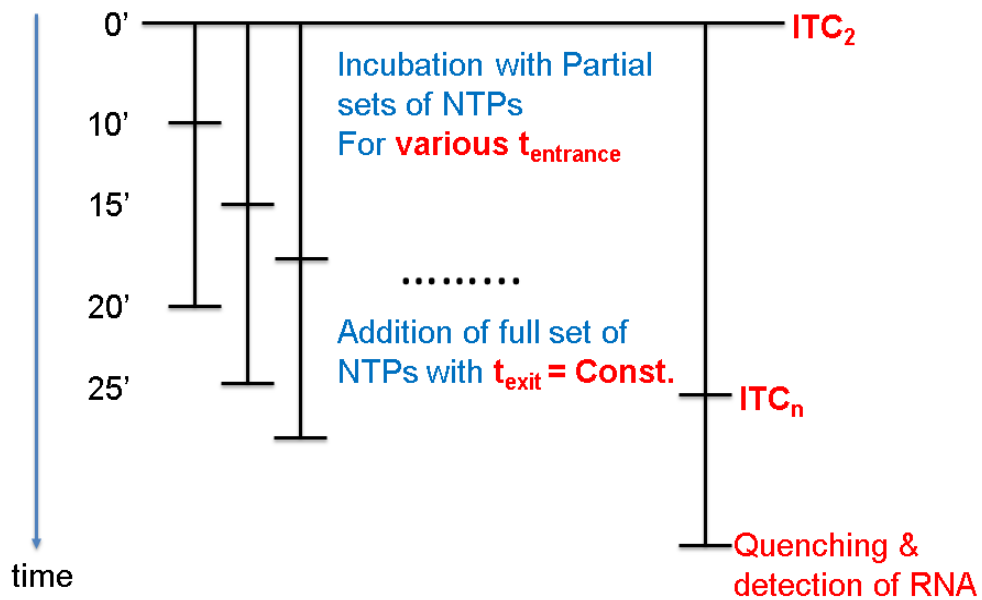 0’
ITC2
Incubation with Partial
sets of NTPs
For various tentrance
10’
15’
.........
20’
Addition of full set of
NTPs with texit = Const.
25’
ITCn
Quenching &
detection of RNA
time